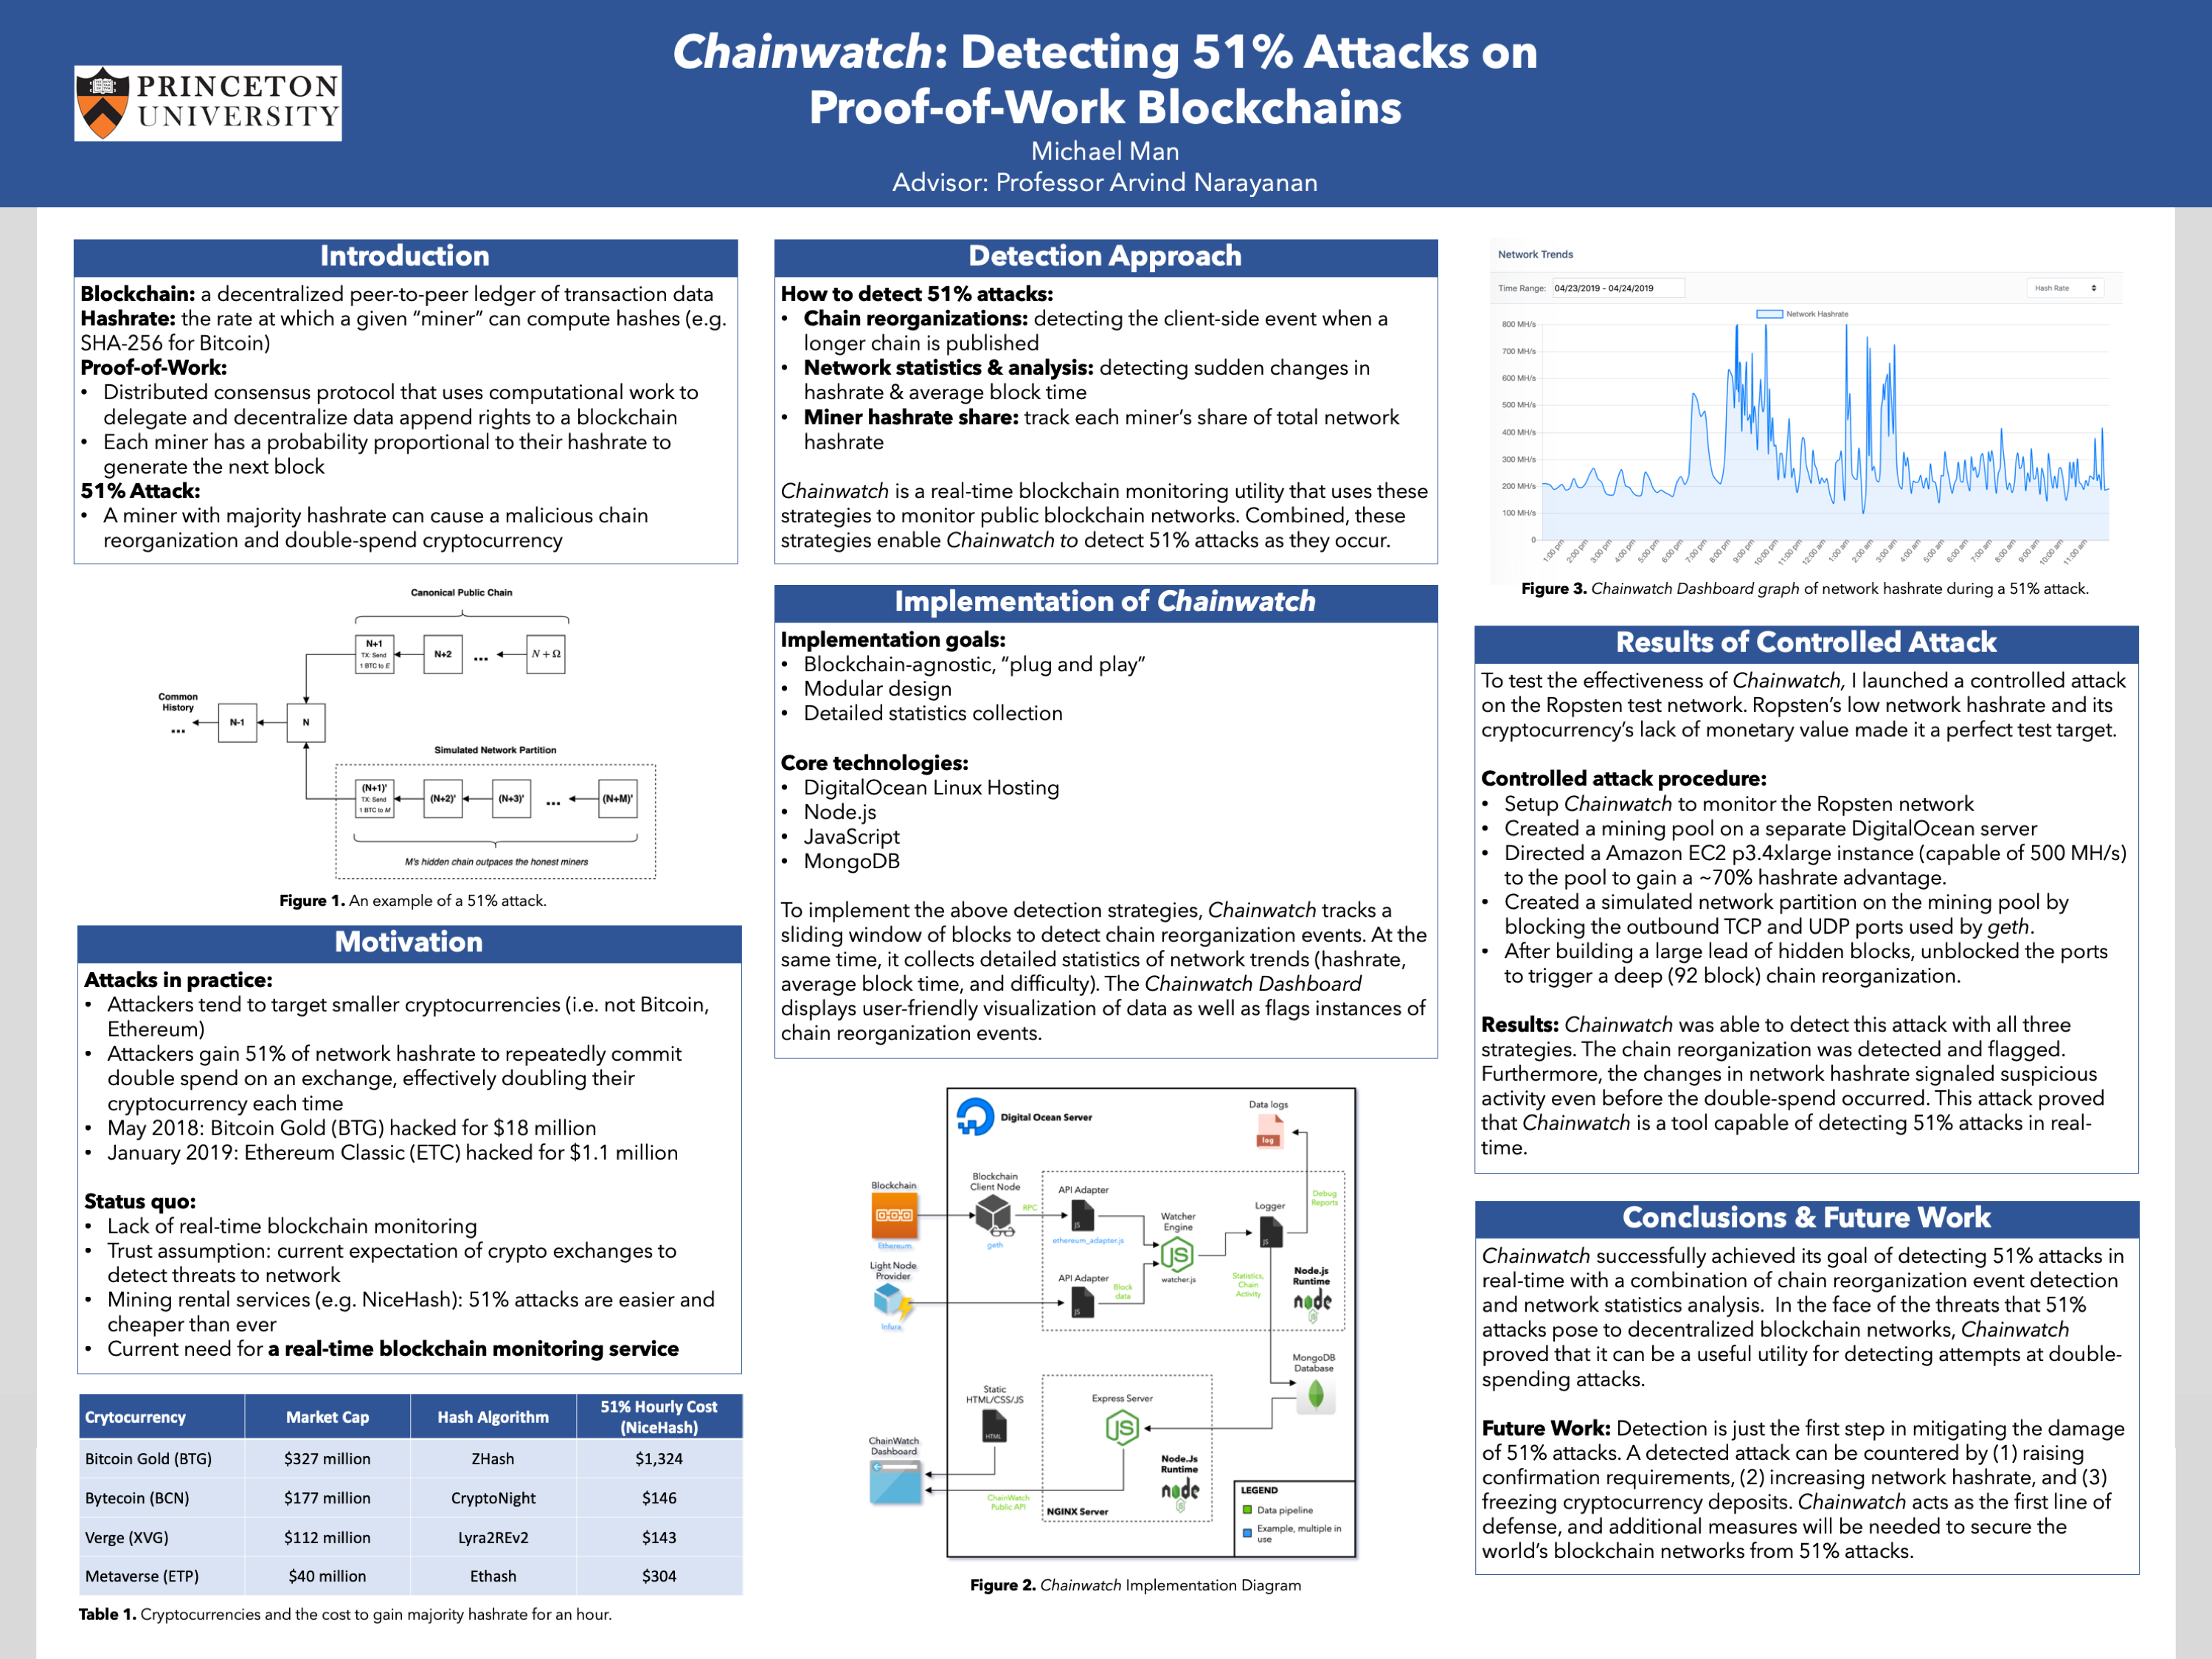 Chainwatch: Detecting 51% Attacks on
Proof-of-Work Blockchains
Michael Man
Advisor: Professor Arvind Narayanan
PRINCETON
UNIVERSITY
Introduction
Blockchain: a decentralized peer-to-peer ledger of transaction data
Hashrate: the rate at which a given “miner” can compute hashes (e.g.
SHA-256 for Bitcoin)
Proof-of-Work:
• Distributed consensus protocol that uses computational work to
delegate and decentralize data append rights to a blockchain
• Each miner has a probability proportional to their hashrate to
generate the next block
51% Attack:
• A miner with majority hashrate can cause a malicious chain
reorganization and double-spend cryptocurrency
Canonical Public Chain
N+1
TX: Send
1 BTC to E
N+2
...
N + Ω
Common
History
...
N-1
N
Simulated Network Partition
(N+1)'
TX: Send
1 BTC to M
(N+2)'
(N+3)'
...
(N+M)'
M's hidden chain outpaces the honest miners
Figure 1. An example of a 51% attack.
Motivation
Attacks in practice:
• Attackers tend to target smaller cryptocurrencies (i.e. not Bitcoin,
Ethereum)
• Attackers gain 51% of network hashrate to repeatedly commit
double spend on an exchange, effectively doubling their
cryptocurrency each time
• May 2018: Bitcoin Gold (BTG) hacked for $18 million
• January 2019: Ethereum Classic (ETC) hacked for $1.1 million
Status quo:
• Lack of real-time blockchain monitoring
• Trust assumption: current expectation of crypto exchanges to
detect threats to network
• Mining rental services (e.g. NiceHash): 51% attacks are easier and
cheaper than ever
• Current need for a real-time blockchain monitoring service
Crytocurrency Market Cap Hash Algorithm 51% Hourly Cost
(NiceHash)
Bitcoin Gold (BTG) $327 million ZHash $1,324
Bytecoin (BCN) $177 million CryptoNight $146
Verge (XVG) $112 million Lyra2REv2 $143
Metaverse (ETP) $40 million Ethash $304
Table 1. Cryptocurrencies and the cost to gain majority hashrate for an hour.
Detection Approach
How to detect 51% attacks:
• Chain reorganizations: detecting the client-side event when a
longer chain is published
• Network statistics & analysis: detecting sudden changes in
hashrate & average block time
• Miner hashrate share: track each miner’s share of total network
hashrate
Chainwatch is a real-time blockchain monitoring utility that uses these
strategies to monitor public blockchain networks. Combined, these
strategies enable Chainwatch to detect 51% attacks as they occur.
Implementation of Chainwatch
Implementation goals:
• Blockchain-agnostic, “plug and play”
• Modular design
• Detailed statistics collection
Core technologies:
• DigitalOcean Linux Hosting
• Node.js
• JavaScript
• MongoDB
To implement the above detection strategies, Chainwatch tracks a
sliding window of blocks to detect chain reorganization events. At the
same time, it collects detailed statistics of network trends (hashrate,
average block time, and difficulty). The Chainwatch Dashboard
displays user-friendly visualization of data as well as flags instances of
chain reorganization events.
Digital Ocean Server
Data logs
log
Blockchain
Ethereum
Blockchain
Client Node
geth
RPC
API Adapter
JS
ethereum_adapter.js
Watcher
Engine
JS
watcher.js
Logger
JS
Debug
Reports
Light Node
Provider
Infura
API Adapter
JS
Block
data
Statistics,
Chain
Activity
Node.js
Runtime
node
MongoDB
Database
Static
HTML/CSS/JS
HTML
Express Server
JS
ChainWatch
Dashboard
ChainWatch
Public API
Node.Js
Runtime
node
NGINX Server
LEGEND
Data pipeline
Example, multiple in
use
Figure 2. Chainwatch Implementation Diagram
Network Trends
Time Range: 04/23/2019 - 04/24/2019
Hash Rate
Network Hashrate
800 MH/s
700 MH/s
600 MH/s
500 MH/s
400 MH/s
300 MH/s
200 MH/s
100 MH/s
0
1:00 pm 2:00 pm 3:00 pm 4:00 pm 5:00 pm 6:00 pm 7:00 pm 8:00 pm 9:00 pm 10:00 pm 11:00 pm 12:00 am 1:00 am 2:00 am 3:00 am 4:00 am 5:00 am 6:00 am 7:00 am 8:00 am 9:00 am 10:00 am 11:00 am
Figure 3. Chainwatch Dashboard graph of network hashrate during a 51% attack.
Results of Controlled Attack
To test the effectiveness of Chainwatch, I launched a controlled attack
on the Ropsten test network. Ropsten’s low network hashrate and its
cryptocurrency’s lack of monetary value made it a perfect test target.
Controlled attack procedure:
• Setup Chainwatch to monitor the Ropsten network
• Created a mining pool on a separate DigitalOcean server
• Directed a Amazon EC2 p3.4xlarge instance (capable of 500 MH/s)
to the pool to gain a ~70% hashrate advantage.
• Created a simulated network partition on the mining pool by
blocking the outbound TCP and UDP ports used by geth.
• After building a large lead of hidden blocks, unblocked the ports
to trigger a deep (92 block) chain reorganization.
Results: Chainwatch was able to detect this attack with all three
strategies. The chain reorganization was detected and flagged.
Furthermore, the changes in network hashrate signaled suspicious
activity even before the double-spend occurred. This attack proved
that Chainwatch is a tool capable of detecting 51% attacks in real-
time.
Conclusions & Future Work
Chainwatch successfully achieved its goal of detecting 51% attacks in
real-time with a combination of chain reorganization event detection
and network statistics analysis. In the face of the threats that 51%
attacks pose to decentralized blockchain networks, Chainwatch
proved that it can be a useful utility for detecting attempts at double-
spending attacks.
Future Work: Detection is just the first step in mitigating the damage
of 51% attacks. A detected attack can be countered by (1) raising
confirmation requirements, (2) increasing network hashrate, and (3)
freezing cryptocurrency deposits. Chainwatch acts as the first line of
defense, and additional measures will be needed to secure the
world’s blockchain networks from 51% attacks.